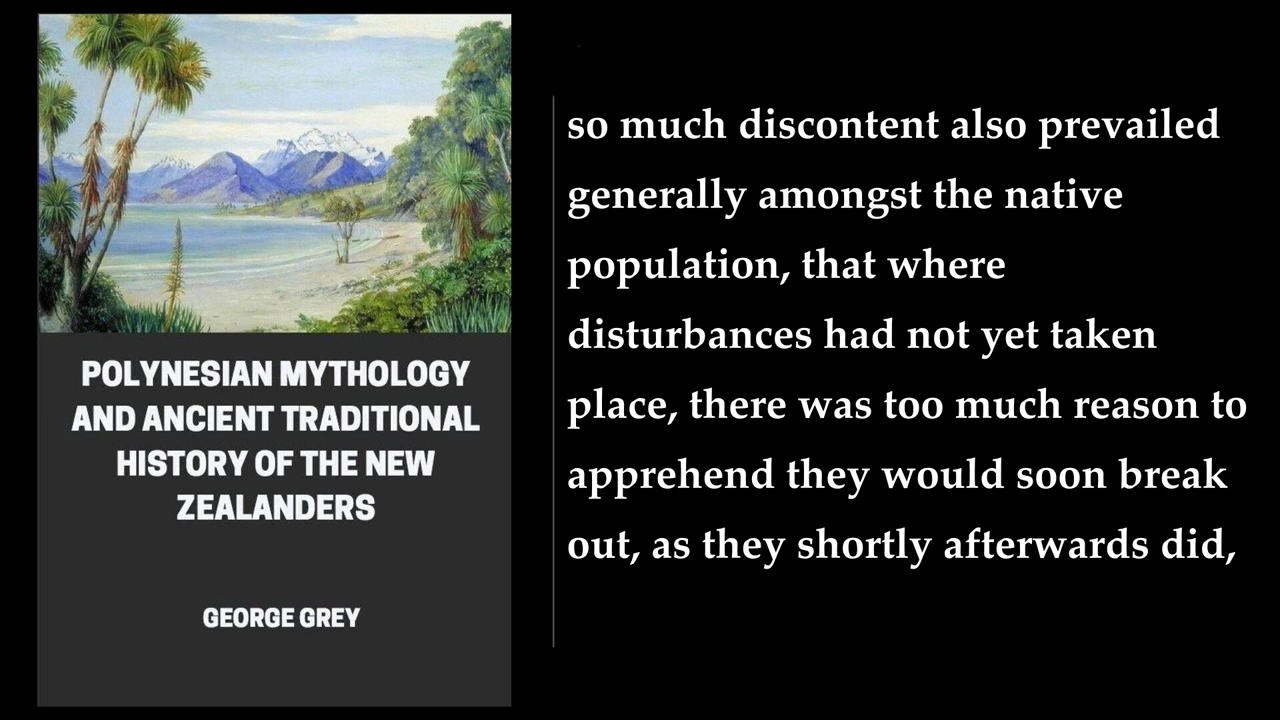 POLYNESIAN MYTHOLOGY
AND ANCIENT TRADITIONAL
HISTORY OF THE NEW
ZEALANDERS
GEORGE GREY
so much discontent also prevailed
generally amongst the native
population, that where
disturbances had not yet taken
place, there was too much reason to
apprehend they would soon break
out, as they shortly afterwards did,